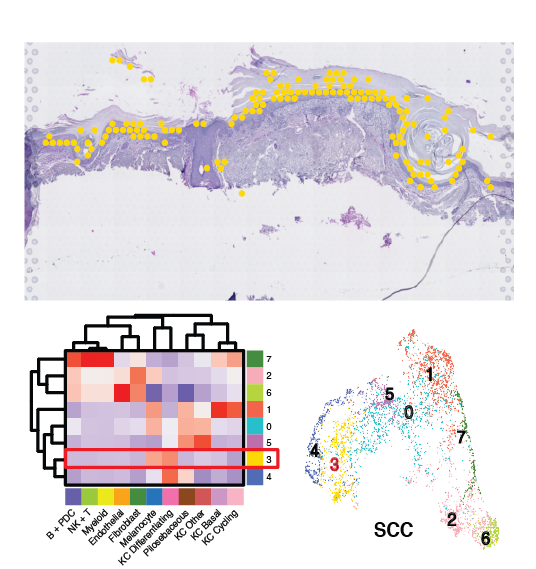 7
2
6
1
0
5
3
4
B + PDC
NK + T
Myeloid
Endothelial
Fibroblast
Melanocyte
KC Differentiating
Pilosebaceous
KC Other
KC Basal
KC Cycling
1
5
0
7
4
3
2
6
SCC